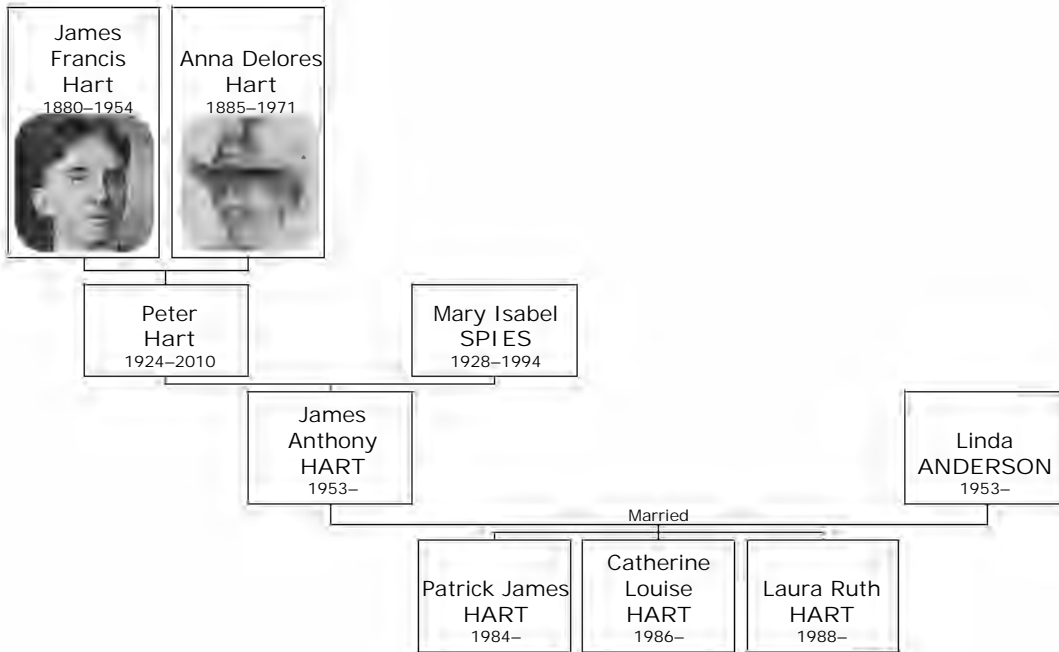 James
Francis
Hart
1880–1954
Anna Delores
Hart
1885–1971
Peter
Hart
1924–2010
Mary Isabel
SPIES
1928–1994
James
Anthony
HART
1953–
Linda
ANDERSON
1953–
Married
Patrick James
HART
1984–
Catherine
Louise
HART
1986–
Laura Ruth
HART
1988–